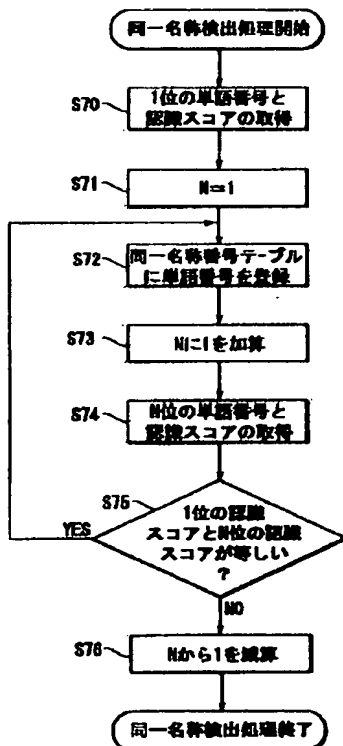 同一名称検出処理開始
S70
1位の単語番号と
認識スコアの取得
S71
N=1
S72
同一名称番号テーブル
に単語番号を登録
S73
Nに1を加算
S74
N位の単語番号と
認識スコアの取得
S75
1位の認識
スコアとN位の認識
スコアが等しい
?
YES
NO
S76
Nから1を減算
同一名称検出処理終了